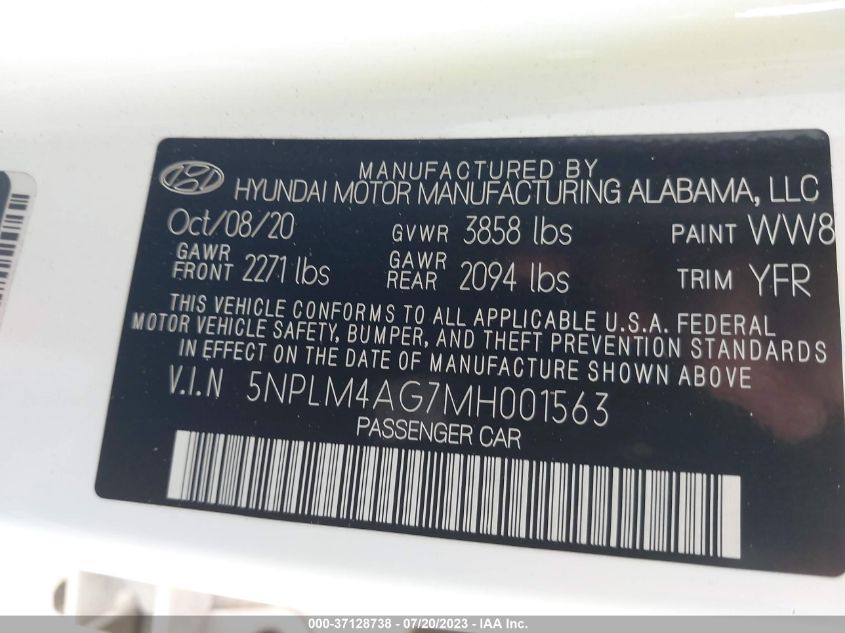 MANUFACTURED BY
HYUNDAI MOTOR MANUFACTURING ALABAMA, LLC
Oct/08/20 GVWR 3858 lbs PAINT WW8
GAWR FRONT 2271 lbs GAWR REAR 2094 lbs TRIM YFR
THIS VEHICLE CONFORMS TO ALL APPLICABLE U.S.A. FEDERAL
MOTOR VEHICLE SAFETY, BUMPER, AND THEFT PREVENTION STANDARDS
IN EFFECT ON THE DATE OF MANUFACTURE SHOWN ABOVE
V.I.N 5NPLM4AG7MH001563
PASSENGER CAR
000-37128738 - 07/20/2023 - IAA Inc.